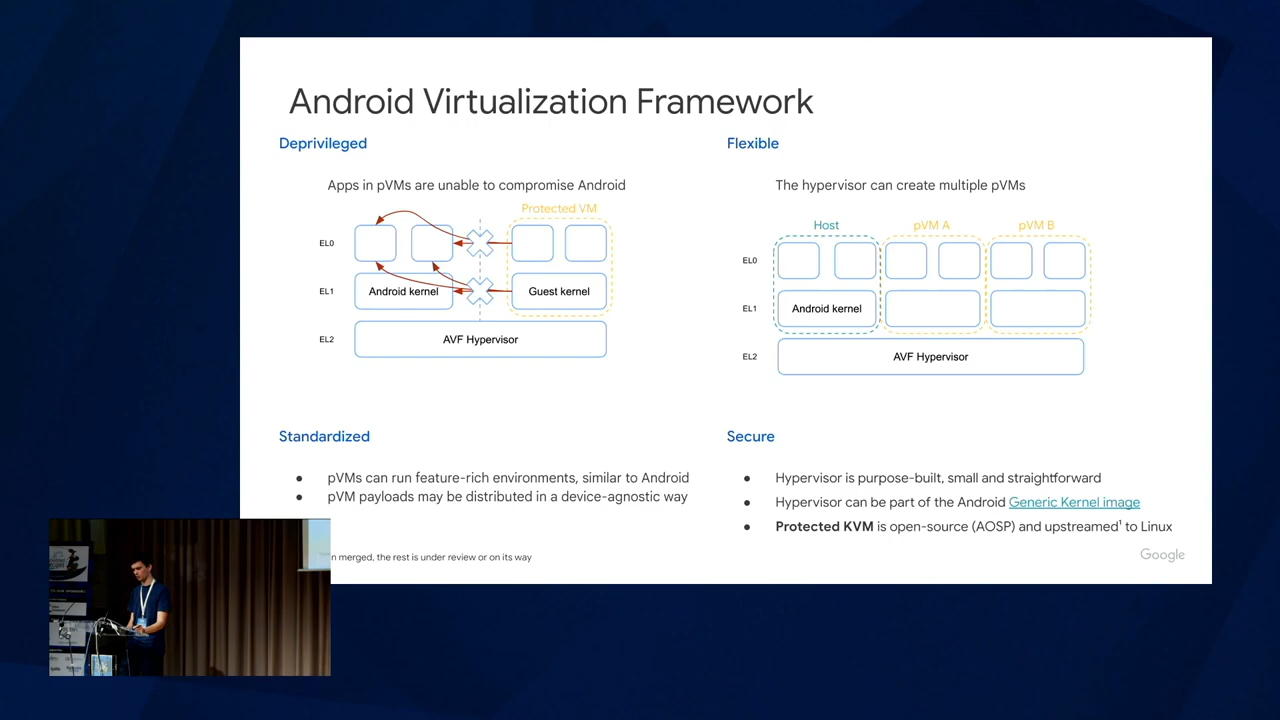 Android Virtualization Framework
Deprivileged
Apps in pVMs are unable to compromise Android
Protected VM
EL0
EL1
Android kernel
Guest kernel
EL2
AVF Hypervisor
Flexible
The hypervisor can create multiple pVMs
Host
pVM A
pVM B
EL0
EL1
Android kernel
EL2
AVF Hypervisor
Standardized
● pVMs can run feature-rich environments, similar to Android
● pVM payloads may be distributed in a device-agnostic way
Secure
● Hypervisor is purpose-built, small and straightforward
● Hypervisor can be part of the Android Generic Kernel image
● Protected KVM is open-source (AOSP) and upstreamed¹ to Linux
merged, the rest is under review or on its way
Google